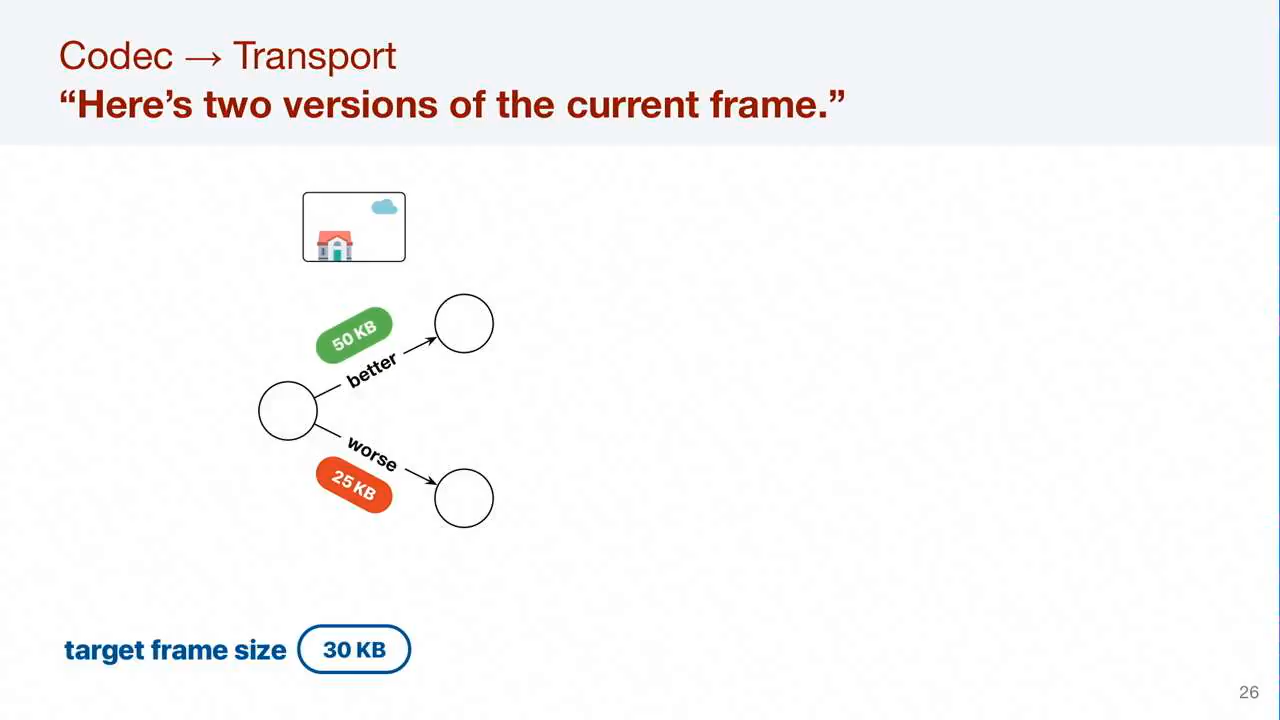 Codec → Transport
“Here’s two versions of the current frame.”
50 KB
better
worse
25 KB
target frame size 30 KB
26